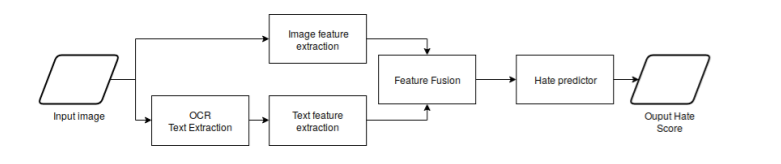 Image feature
extraction
Input image
OCR
Text Extraction
Text feature
extraction
Feature Fusion
Hate predictor
Ouput Hate
Score